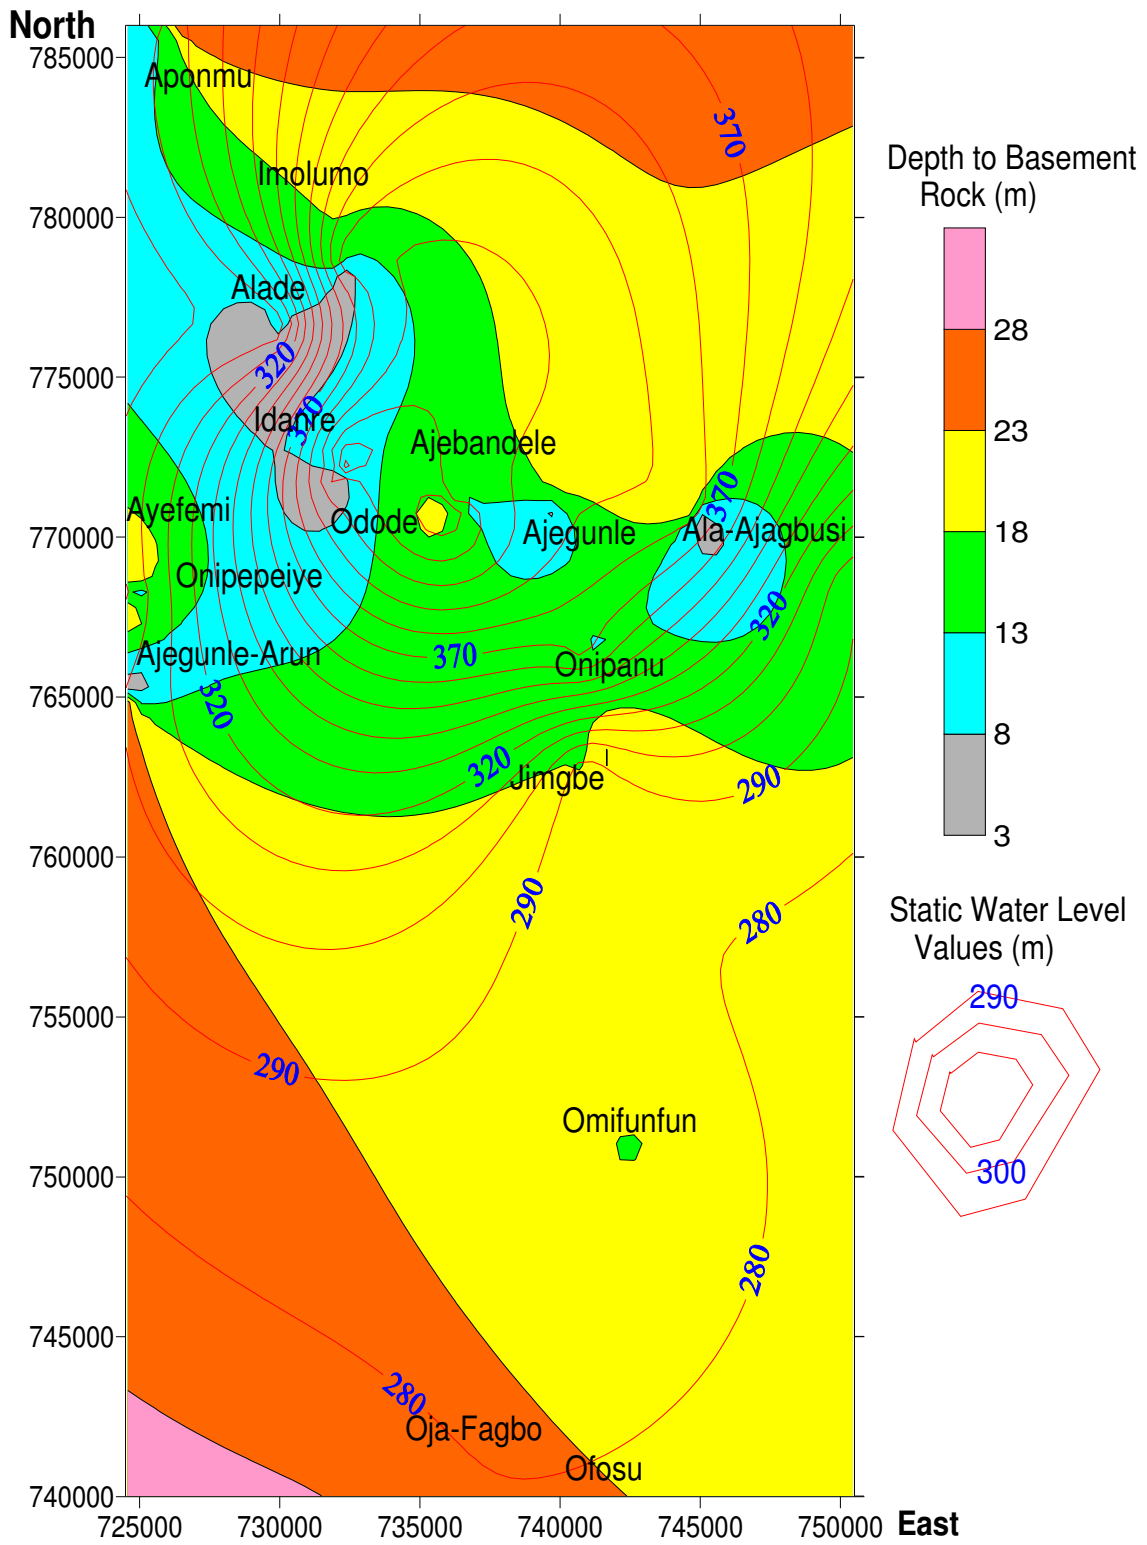 North
785000
Aponmu
370
Depth to Basement
Rock (m)
Imolumo
780000
Alade
28
320
775000
370
Idanre
Ajebandele
23
370
Ayefemi
Odode
Ajegunle
Ala-Ajagbusi
770000
18
Onipepeiye
320
13
Ajegunle-Arun
370
Onipanu
765000
320
8
320
Jimgbe
290
3
760000
290
280
Static Water Level
Values (m)
755000
290
290
Omifunfun
300
750000
280
745000
280
Oja-Fagbo
Ofosu
740000
725000 730000 735000 740000 745000 750000 East